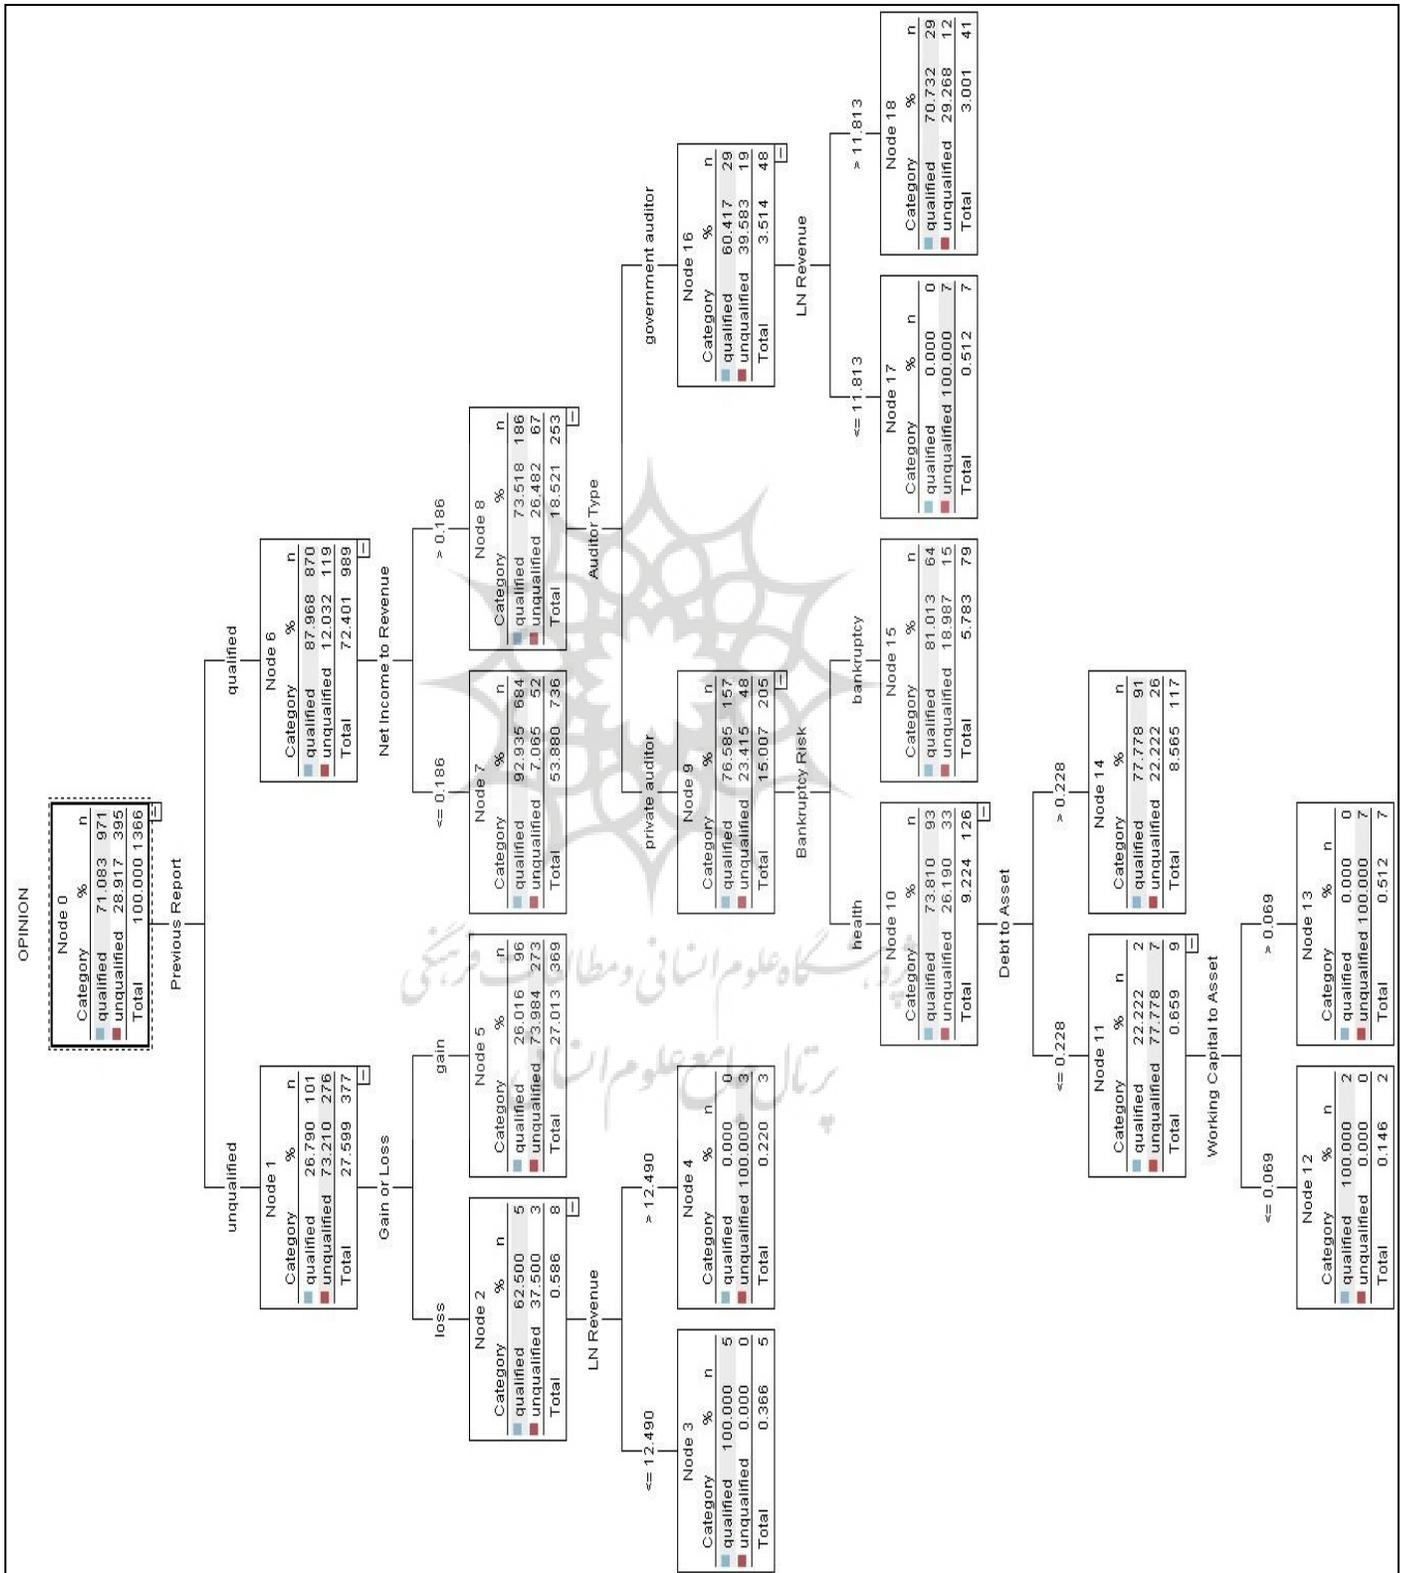 OPINION
Node 0
Category % n
qualified 71.083 971
unqualified 28.917 395
Total 100.000 1366
Previous Report
unqualified
qualified
Node 1
Category % n
qualified 26.790 101
unqualified 73.210 276
Total 27.599 377
Gain or Loss
Node 6
Category % n
qualified 87.968 870
unqualified 12.032 119
Total 72.401 989
Net Income to Revenue
loss
gain
<= 0.186
> 0.186
Node 2
Category % n
qualified 62.500 5
unqualified 37.500 3
Total 0.586 8
LN Revenue
Node 5
Category % n
qualified 26.016 96
unqualified 73.984 273
Total 27.013 369
Node 7
Category % n
qualified 92.935 684
unqualified 7.065 52
Total 53.880 736
Node 8
Category % n
qualified 73.518 186
unqualified 26.482 67
Total 18.521 253
Auditor Type
<= 12.490
> 12.490
private auditor
government auditor
Node 3
Category % n
qualified 100.000 5
unqualified 0.000 0
Total 0.366 5
Node 4
Category % n
qualified 0.000 0
unqualified 100.000 3
Total 0.220 3
Node 9
Category % n
qualified 76.585 157
unqualified 23.415 48
Total 15.007 205
Bankruptcy Risk
Node 16
Category % n
qualified 60.417 29
unqualified 39.583 19
Total 3.514 48
LN Revenue
health
bankruptcy
<= 11.813
> 11.813
Node 10
Category % n
qualified 73.810 93
unqualified 26.190 33
Total 9.224 126
Debt to Asset
Node 15
Category % n
qualified 81.013 64
unqualified 18.987 15
Total 5.783 79
Node 17
Category % n
qualified 0.000 0
unqualified 100.000 7
Total 0.512 7
Node 18
Category % n
qualified 70.732 29
unqualified 29.268 12
Total 3.001 41
<= 0.228
> 0.228
Node 11
Category % n
qualified 22.222 2
unqualified 77.778 7
Total 0.659 9
Working Capital to Asset
Node 14
Category % n
qualified 77.778 91
unqualified 22.222 26
Total 8.565 117
<= 0.069
> 0.069
Node 12
Category % n
qualified 100.000 2
unqualified 0.000 0
Total 0.146 2
Node 13
Category % n
qualified 0.000 0
unqualified 100.000 7
Total 0.512 7
پژوهشگاه علوم انسانی و مطالعات فرهنگی
پرتال جامع علوم انسانی